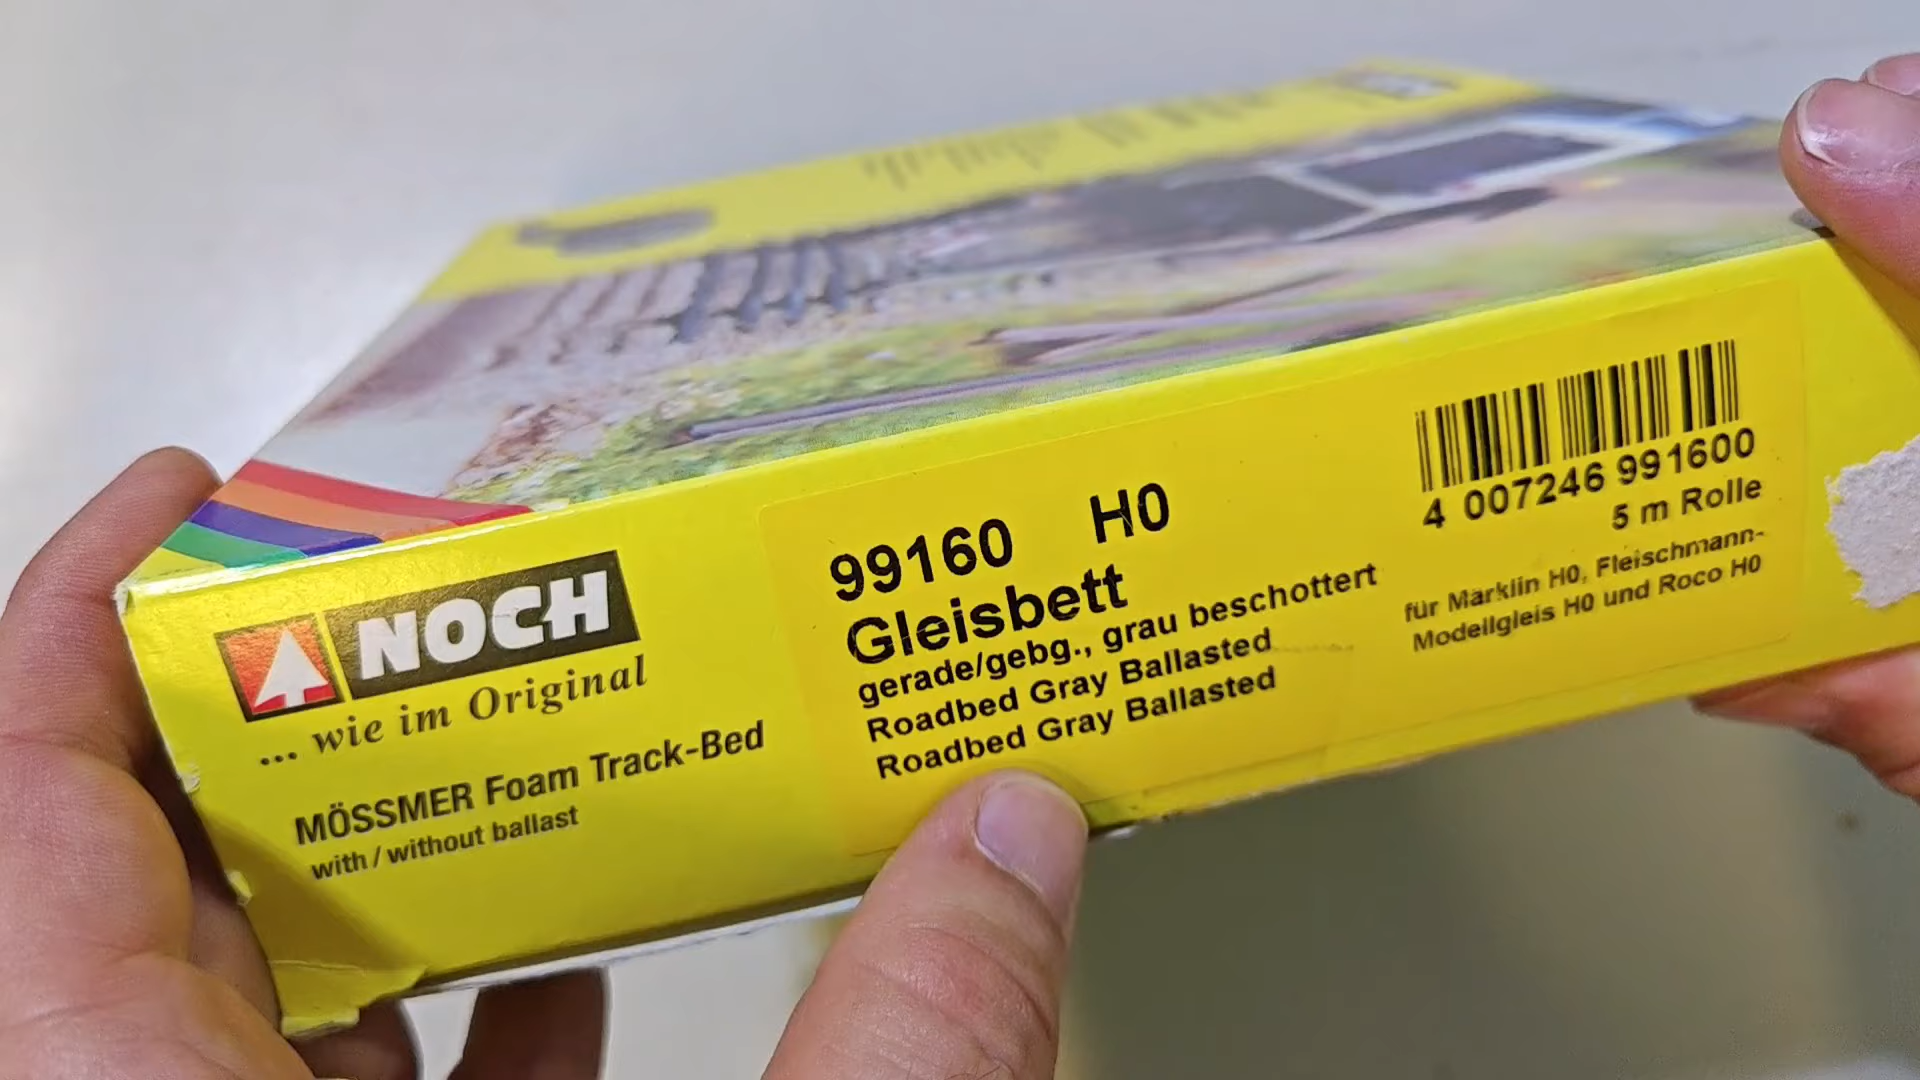 NOCH
... wie im Original
MÖSSMER Foam Track-Bed
with / without ballast
99160 H0
Gleisbett
gerade/gebg., grau beschottert
Roadbed Gray Ballasted
Roadbed Gray Ballasted
4 007246 991600
5 m Rolle
für Märklin H0, Fleischmann-
Modellgleis H0 und Roco H0